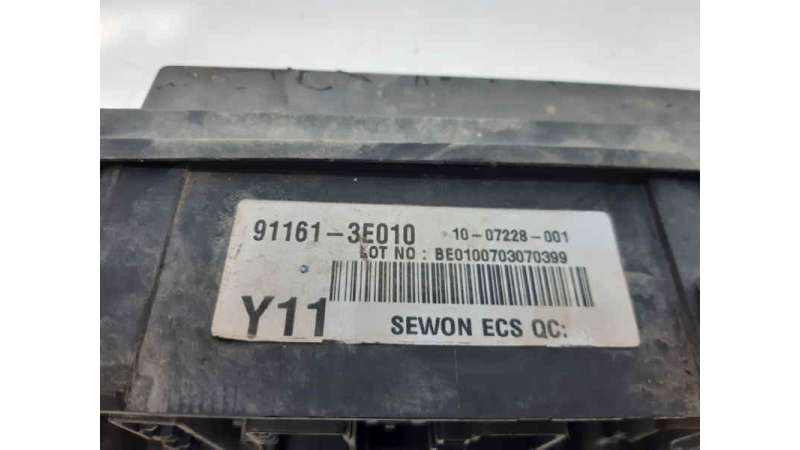 91161-3E010 10-07228-001
LOT NO : BE0100703070399
Y11 SEWON ECS QC: